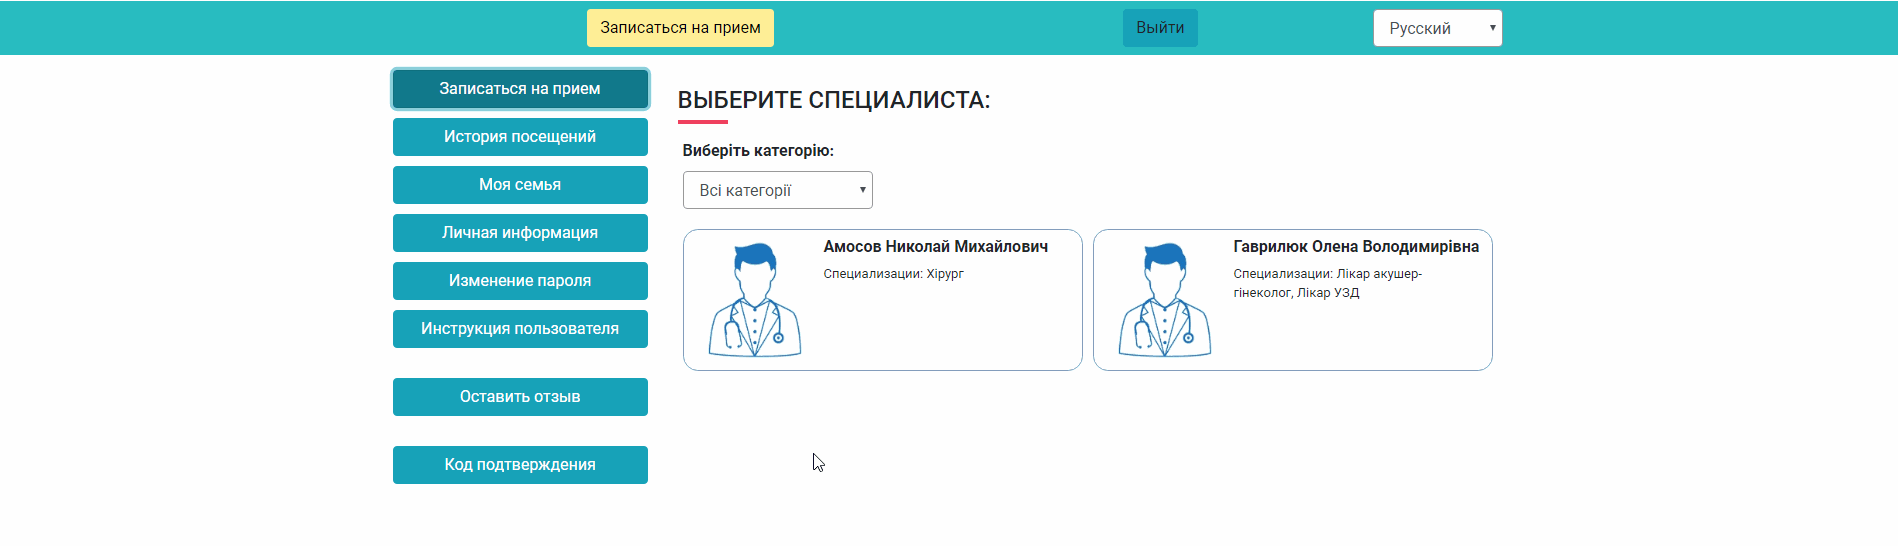 Записаться на прием
Выйти
Русский
Записаться на прием
История посещений
Моя семья
Личная информация
Изменение пароля
Инструкция пользователя
Оставить отзыв
Код подтверждения
ВЫБЕРИТЕ СПЕЦИАЛИСТА:
Виберіть категорію:
Всі категорії
Амосов Николай Михайлович
Специализации: Хірург
Гаврилюк Олена Володимирівна
Специализации: Лікар акушер-
гінеколог, Лікар УЗД